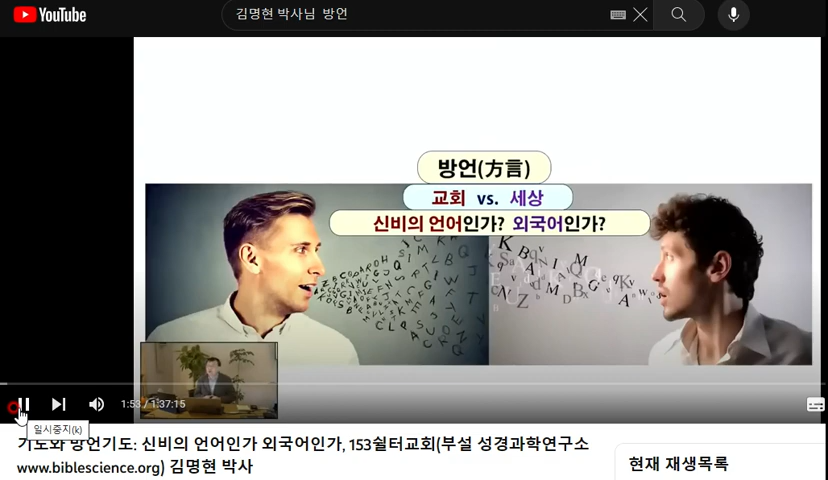 YouTube
김명현 박사님 방언
방언(方言)
교회 vs. 세상
신비의 언어인가? 외국어인가?
1:53 / 1:37:15
일시중지(k)
기도와 방언기도: 신비의 언어인가 외국어인가, 153쉴터교회(부설 성경과학연구소
www.biblescience.org) 김명현 박사
현재 재생목록